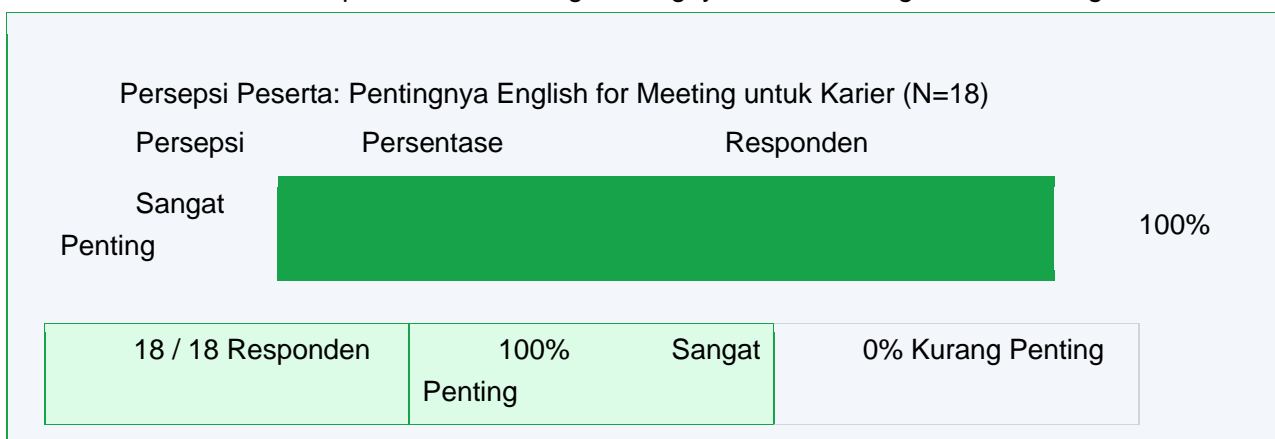 Persepsi Peserta: Pentingnya English for Meeting untuk Karier (N=18)
Persepsi Persentase Responden
Sangat
Penting
100%
18 / 18 Responden
100% Sangat
Penting
0% Kurang Penting